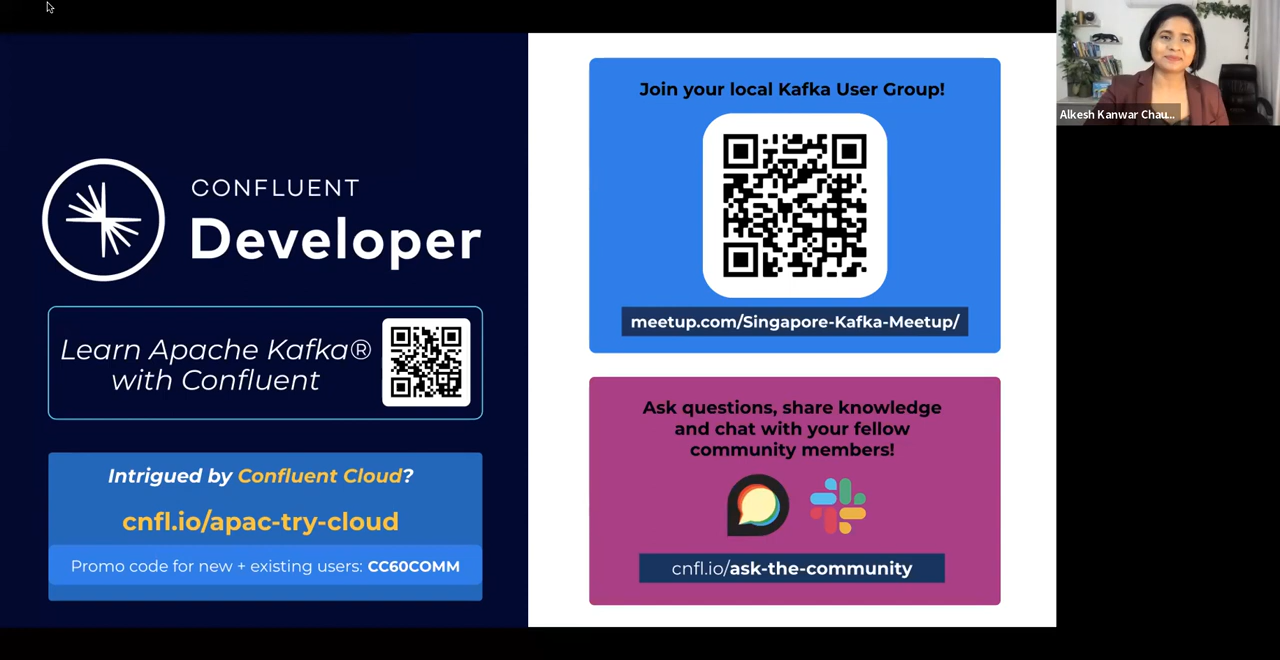 CONFLUENT
Developer
Learn Apache Kafka®
with Confluent
Intrigued by Confluent Cloud?
cnfl.io/apac-try-cloud
Promo code for new + existing users: CC60COMM
Join your local Kafka User Group!
meetup.com/Singapore-Kafka-Meetup/
Ask questions, share knowledge
and chat with your fellow
community members!
cnfl.io/ask-the-community
Alkesh Kanwar Chau...